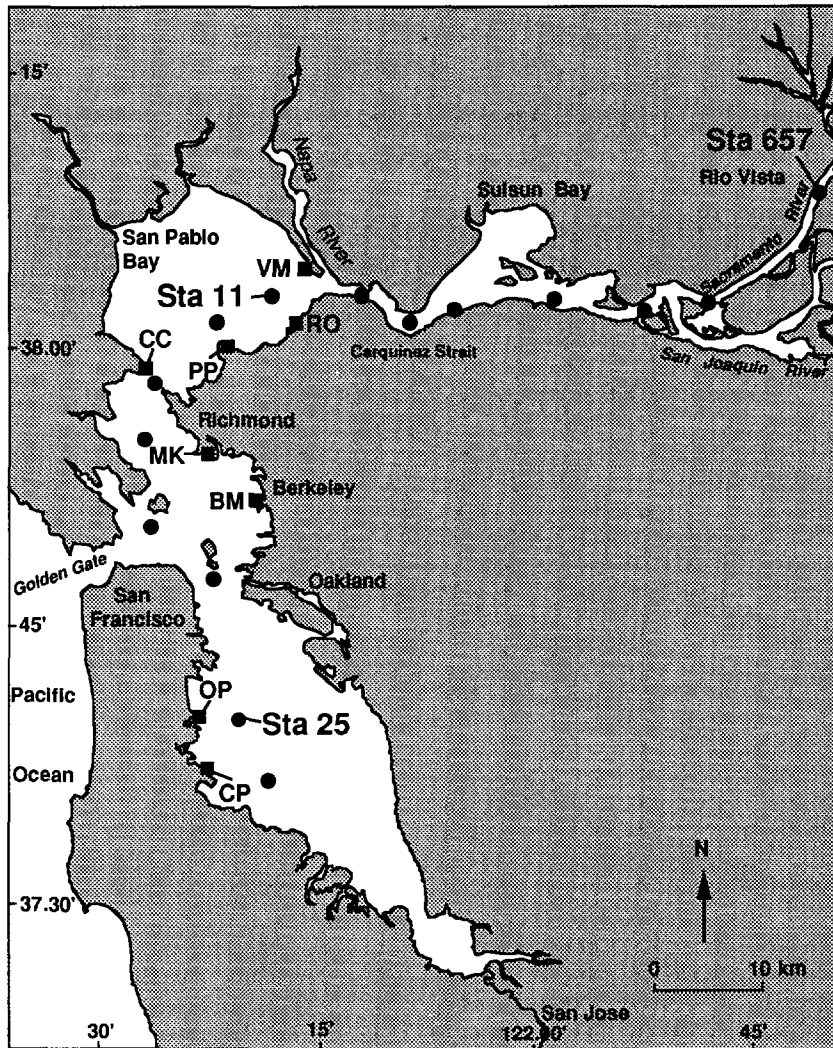 15'
Sta 657
Rio Vista
Napa
River
Suisun Bay
Sacramento River
San Pablo
Bay
VM
Sta 11
RO
CC
38.00'
PP
Carquinez Strait
San Joaquin River
Richmond
MK
BM
Berkeley
Golden Gate
San
Francisco
Oakland
45'
Pacific
OP
Sta 25
Ocean
CP
N
37.30'
0 10 km
San Jose
30'
15'
122.00'
45'